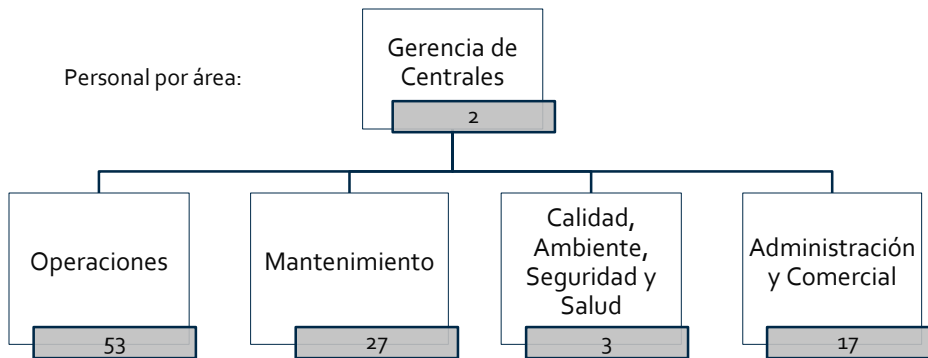 Personal por área:
Gerencia de
Centrales
2
Operaciones
53
Mantenimiento
27
Calidad,
Ambiente,
Seguridad y
Salud
3
Administración
y Comercial
17